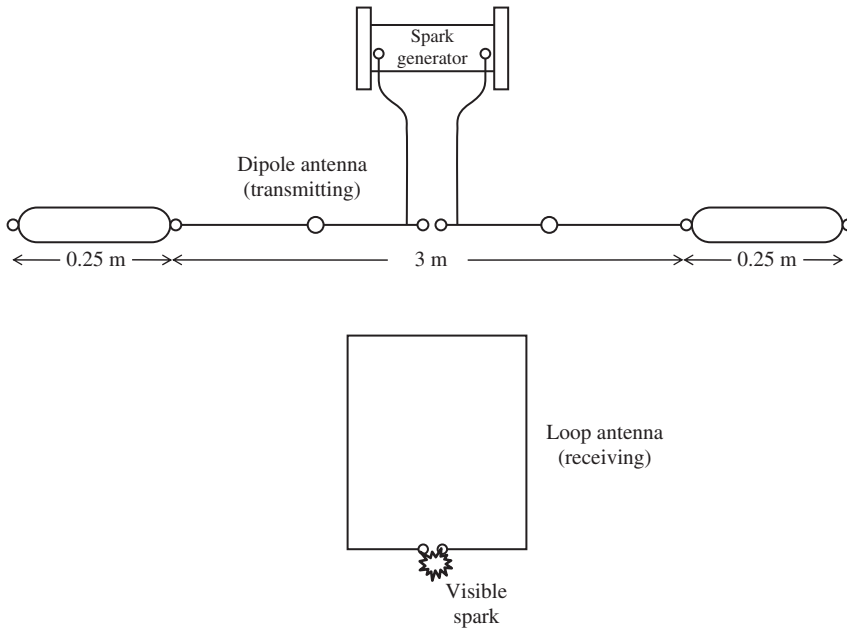 Spark
generator
Dipole antenna
(transmitting)
0.25 m
3 m
0.25 m
Loop antenna
(receiving)
Visible
spark